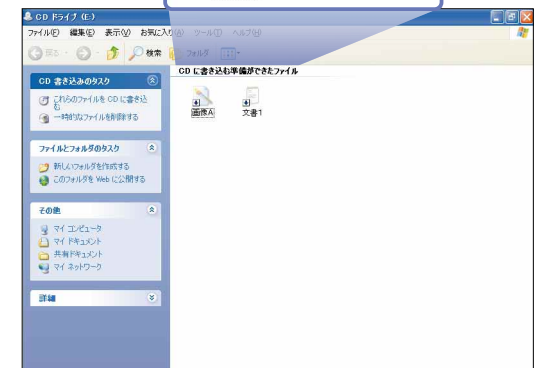 CD ドライブ (E:)
ファイル(F) 編集(E) 表示(V) お気に入り(A) ツール(T) ヘルプ(H)
戻る 検索 フォルダ
CD 書き込みのタスク
これらのファイルを CD に書き込
む
一時的なファイルを削除する
ファイルとフォルダのタスク
新しいフォルダを作成する
このフォルダを Web に公開する
その他
マイ コンピュータ
マイ ドキュメント
共有ドキュメント
マイ ネットワーク
詳細
CD に書き込む準備ができたファイル
画像A 文書1